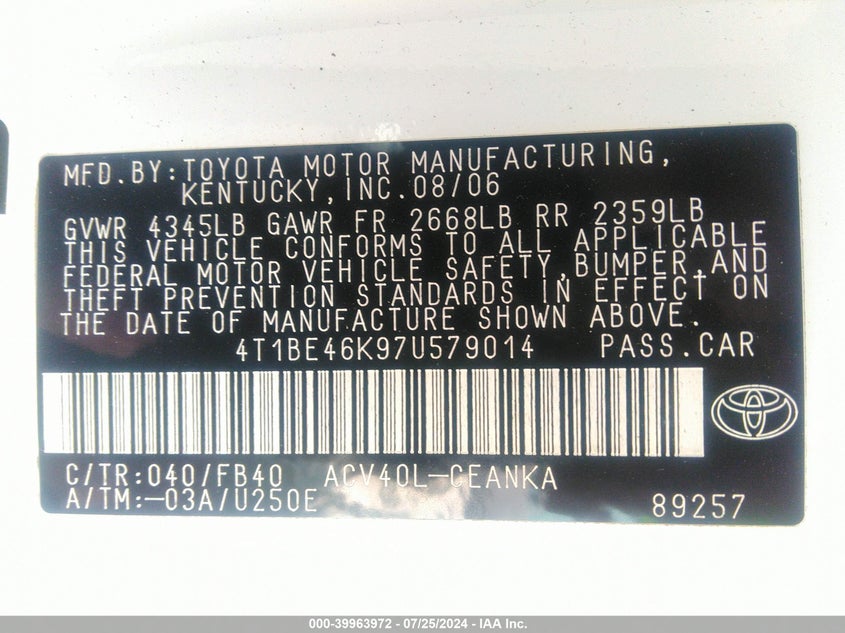 MFD.BY:TOYOTA MOTOR MANUFACTURING,
KENTUCKY,INC.08/06
GVWR 4345LB GAWR FR 2668LB RR 2359LB
THIS VEHICLE CONFORMS TO ALL APPLICABLE
FEDERAL MOTOR VEHICLE SAFETY,BUMPER,AND
THEFT PREVENTION STANDARDS IN EFFECT ON
THE DATE OF MANUFACTURE SHOWN ABOVE.
4T1BE46K97U579014 PASS.CAR
C/TR:040/FB40 ACV40L-CEANKA
A/TM:-03A/U250E 89257
000-39963972 - 07/25/2024 - IAA Inc.